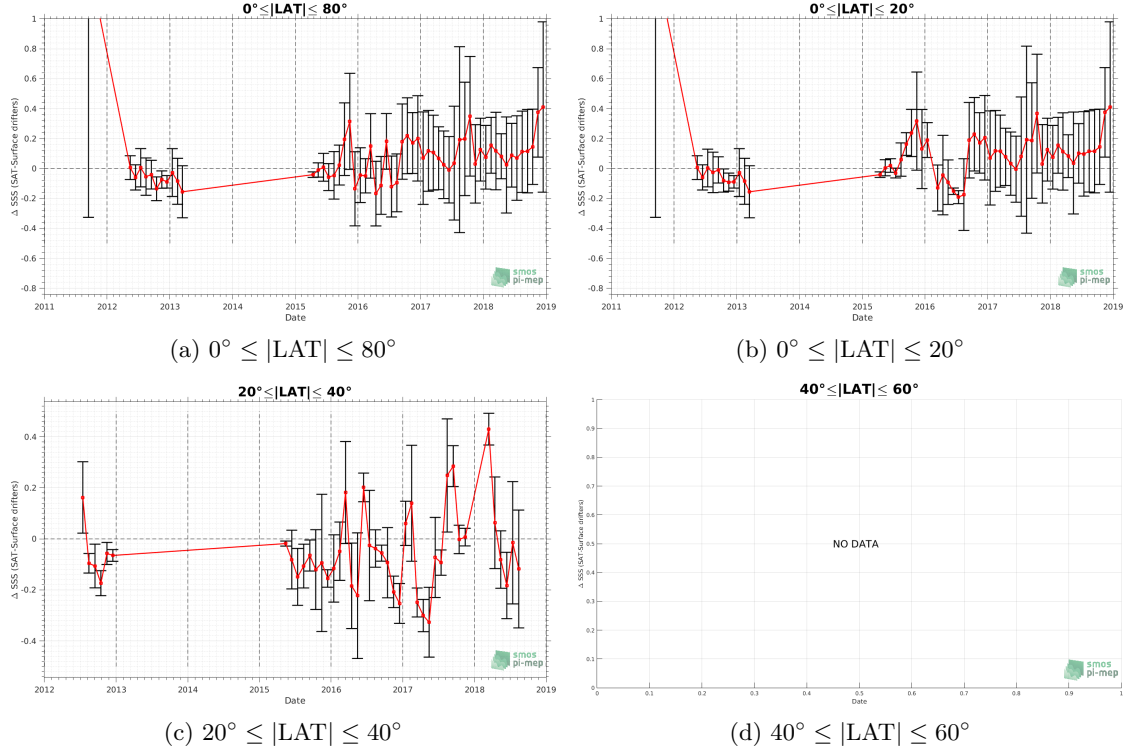 0°≤|LAT|≤ 80°
Δ SSS (SAT-Surface drifters)
1
0.8
0.6
0.4
0.2
0
-0.2
-0.4
-0.6
-0.8
2011 2012 2013 2014 2015 2016 2017 2018 2019
Date
smos
pi-mep
(a) 0° ≤ |LAT| ≤ 80°
0°≤|LAT|≤ 20°
Δ SSS (SAT-Surface drifters)
1
0.8
0.6
0.4
0.2
0
-0.2
-0.4
-0.6
-0.8
2011 2012 2013 2014 2015 2016 2017 2018 2019
Date
smos
pi-mep
(b) 0° ≤ |LAT| ≤ 20°
20°≤|LAT|≤ 40°
Δ SSS (SAT-Surface drifters)
0.4
0.2
0
-0.2
-0.4
2012 2013 2014 2015 2016 2017 2018 2019
Date
smos
pi-mep
(c) 20° ≤ |LAT| ≤ 40°
40°≤|LAT|≤ 60°
Δ SSS (SAT-Surface drifters)
1
0.9
0.8
0.7
0.6
0.5
0.4
0.3
0.2
0.1
0
NO DATA
0 0.1 0.2 0.3 0.4 0.5 0.6 0.7 0.8 0.9 1
Date
smos
pi-mep
(d) 40° ≤ |LAT| ≤ 60°